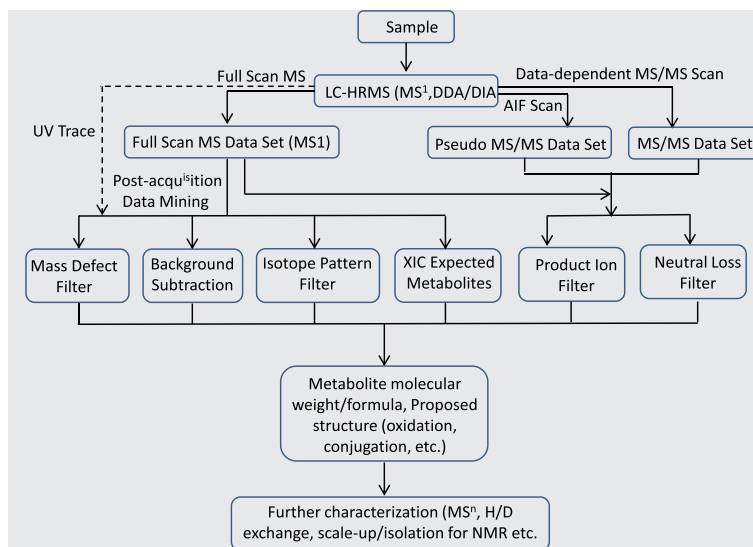 Sample
Full Scan MS
Data-dependent MS/MS Scan
LC-HRMS (MS¹,DDA/DIA
AIF Scan
UV Trace
Full Scan MS Data Set (MS1)
Pseudo MS/MS Data Set
MS/MS Data Set
Post-acquisition
Data Mining
Mass Defect
Filter
Background
Subtraction
Isotope Pattern
Filter
XIC Expected
Metabolites
Product Ion
Filter
Neutral Loss
Filter
Metabolite molecular
weight/formula, Proposed
structure (oxidation,
conjugation, etc.)
Further characterization (MSⁿ, H/D
exchange, scale-up/isolation for NMR etc.